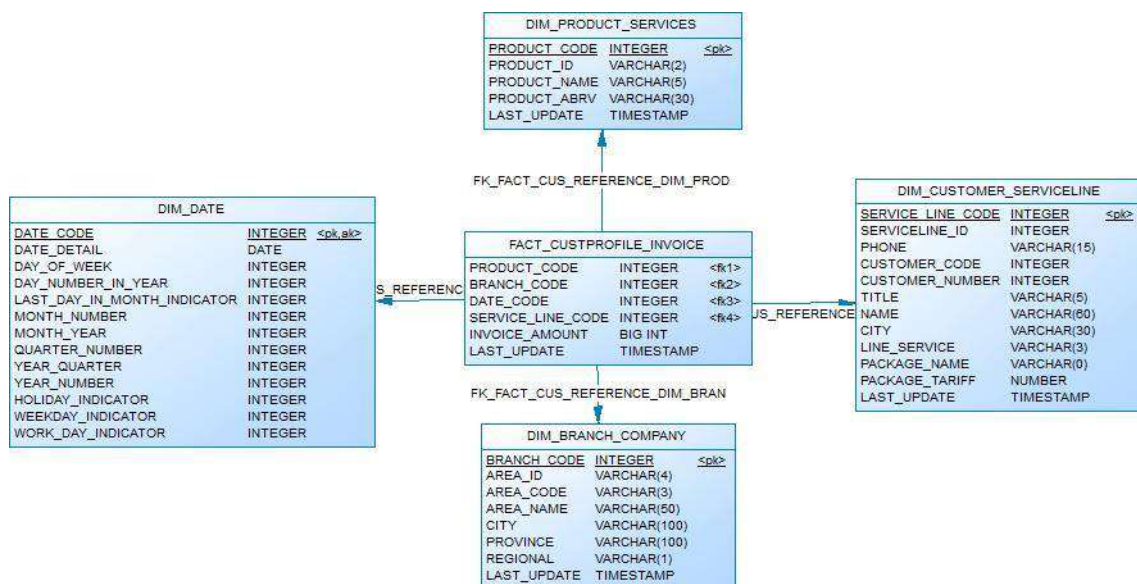 DIM_PRODUCT_SERVICES
PRODUCT_CODE INTEGER <pk>
PRODUCT_ID VARCHAR(2)
PRODUCT_NAME VARCHAR(5)
PRODUCT_ABRV VARCHAR(30)
LAST_UPDATE TIMESTAMP
FK_FACT_CUS_REFERENCE_DIM_PROD
DIM_DATE
DATE_CODE INTEGER <pk,ak>
DATE_DETAIL DATE
DAY_OF_WEEK INTEGER
DAY_NUMBER_IN_YEAR INTEGER
LAST_DAY_IN_MONTH_INDICATOR INTEGER
MONTH_NUMBER INTEGER
MONTH_YEAR INTEGER
QUARTER_NUMBER INTEGER
YEAR_QUARTER INTEGER
YEAR_NUMBER INTEGER
HOLIDAY_INDICATOR INTEGER
WEEKDAY_INDICATOR INTEGER
WORK_DAY_INDICATOR INTEGER
S_REFERENC
FACT_CUSTPROFILE_INVOICE
PRODUCT_CODE INTEGER <fk1>
BRANCH_CODE INTEGER <fk2>
DATE_CODE INTEGER <fk3>
SERVICE_LINE_CODE INTEGER <fk4>
INVOICE_AMOUNT BIG INT
LAST_UPDATE TIMESTAMP
US_REFERENCE
DIM_CUSTOMER_SERVICELINE
SERVICE_LINE_CODE INTEGER <pk>
SERVICELINE_ID INTEGER
PHONE VARCHAR(15)
CUSTOMER_CODE INTEGER
CUSTOMER_NUMBER INTEGER
TITLE VARCHAR(5)
NAME VARCHAR(60)
CITY VARCHAR(30)
LINE_SERVICE VARCHAR(3)
PACKAGE_NAME VARCHAR(0)
PACKAGE_TARIFF NUMBER
LAST_UPDATE TIMESTAMP
FK_FACT_CUS_REFERENCE_DIM_BRAN
DIM_BRANCH_COMPANY
BRANCH_CODE INTEGER <pk>
AREA_ID VARCHAR(4)
AREA_CODE VARCHAR(3)
AREA_NAME VARCHAR(50)
CITY VARCHAR(100)
PROVINCE VARCHAR(100)
REGIONAL VARCHAR(1)
LAST_UPDATE TIMESTAMP